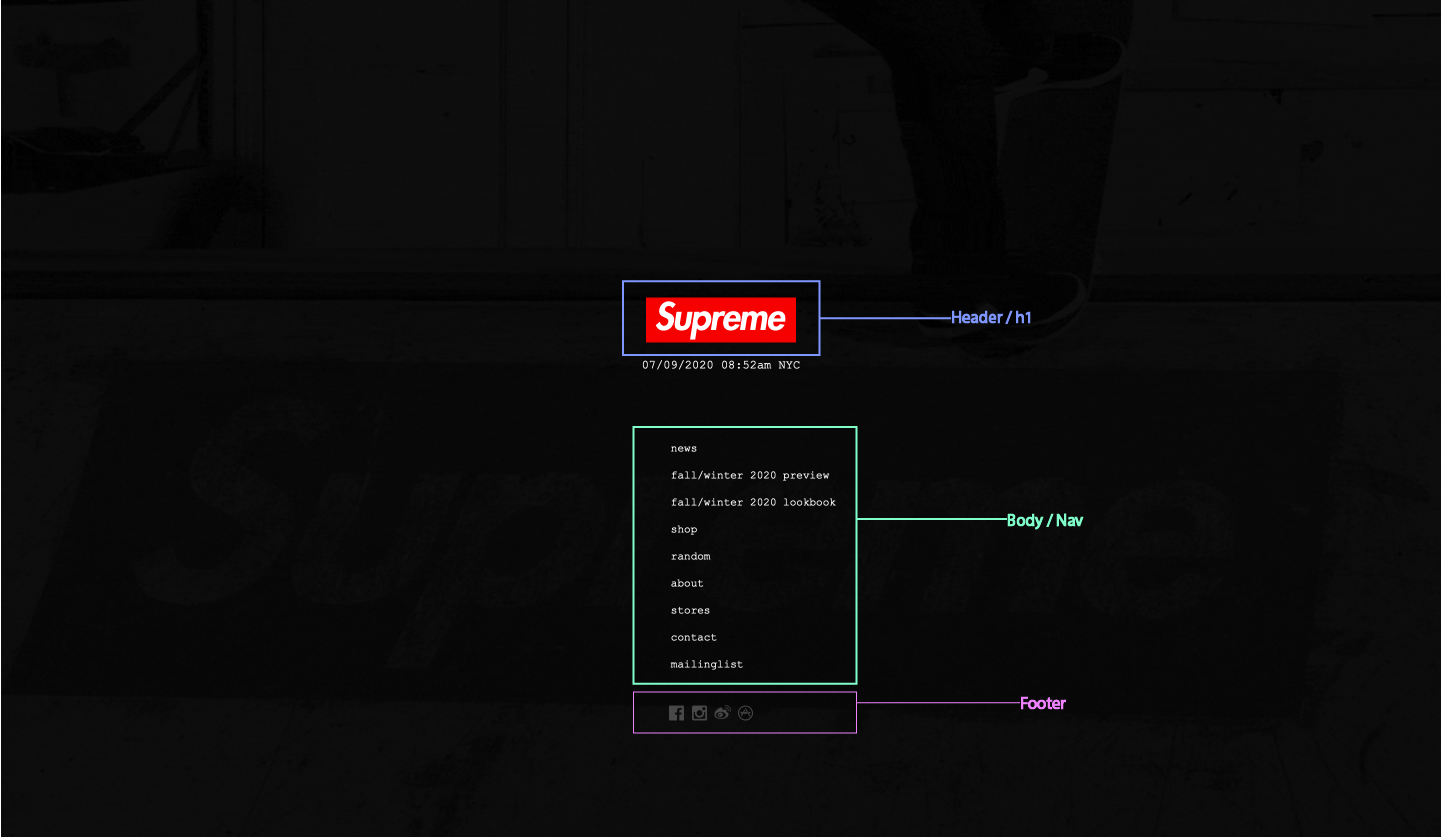 Supreme
Header / h1
07/09/2020 08:52am NYC
news
fall/winter 2020 preview
fall/winter 2020 lookbook
shop
random
about
stores
contact
mailinglist
Body / Nav
Footer
Supreme